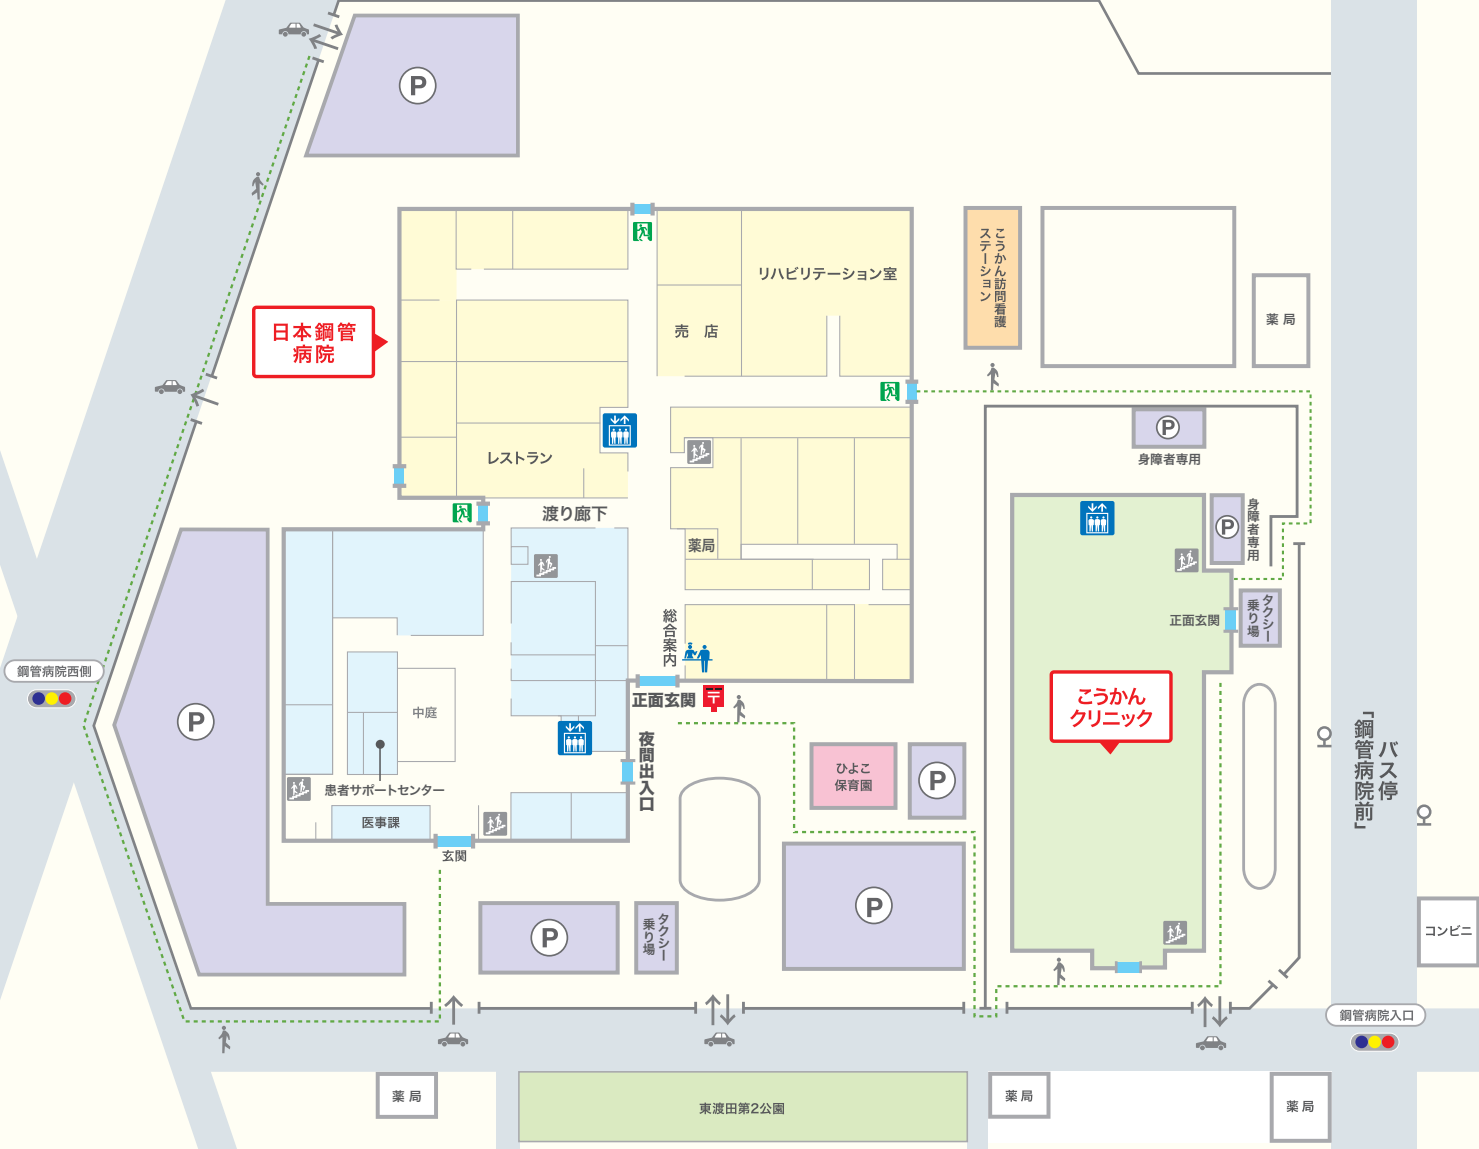 P
日本鋼管
病院
リハビリテーション室
売 店
レストラン
渡り廊下
薬局
総合案内
正面玄関
〒
夜間出入口
中庭
患者サポートセンター
医事課
玄関
こうかん訪問看護
ステーション
薬 局
P
身障者専用
P
身障者専用
正面玄関
タクシー
乗り場
こうかん
クリニック
バス停
「鋼管病院前」
鋼管病院西側
P
ひよこ
保育園
P
P
P
タクシー
乗り場
コンビニ
鋼管病院入口
薬 局
東渡田第2公園
薬 局
薬 局